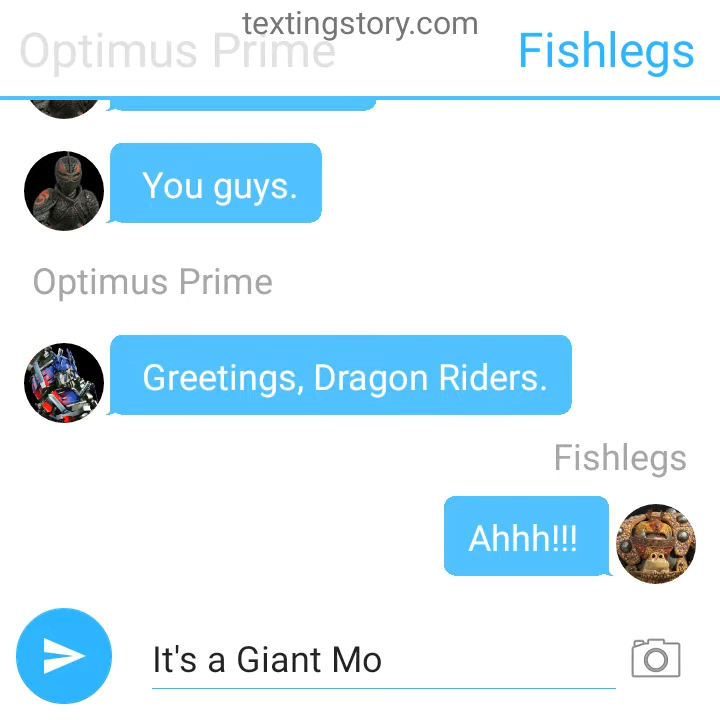 textingstory.com
Optimus Prime
Fishlegs
You guys.
Optimus Prime
Greetings, Dragon Riders.
Fishlegs
Ahhh!!!
It's a Giant Mo